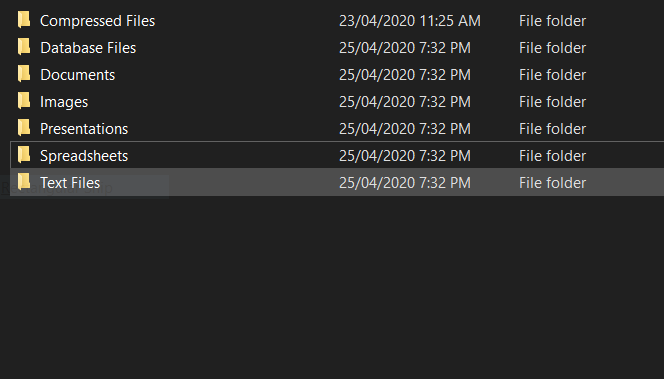 Compressed Files 23/04/2020 11:25 AM File folder
Database Files 25/04/2020 7:32 PM File folder
Documents 25/04/2020 7:32 PM File folder
Images 25/04/2020 7:32 PM File folder
Presentations 25/04/2020 7:32 PM File folder
Spreadsheets 25/04/2020 7:32 PM File folder
Text Files 25/04/2020 7:32 PM File folder